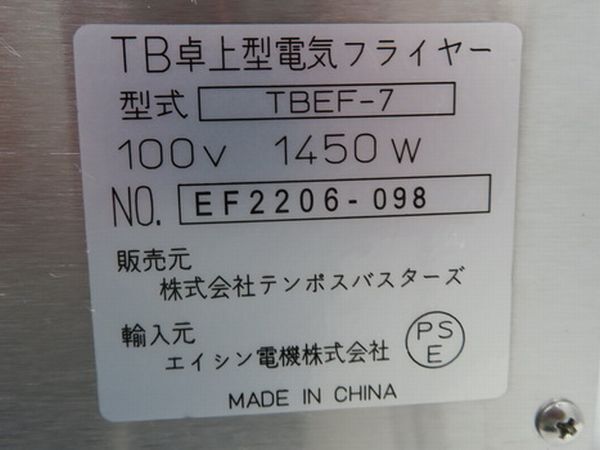 TB卓上型電気フライヤー
型式 TBEF-7
100V 1450W
NO. EF2206-098
販売元
株式会社テンポスバスターズ
輸入元
エイシン電機株式会社
PS
E
MADE IN CHINA